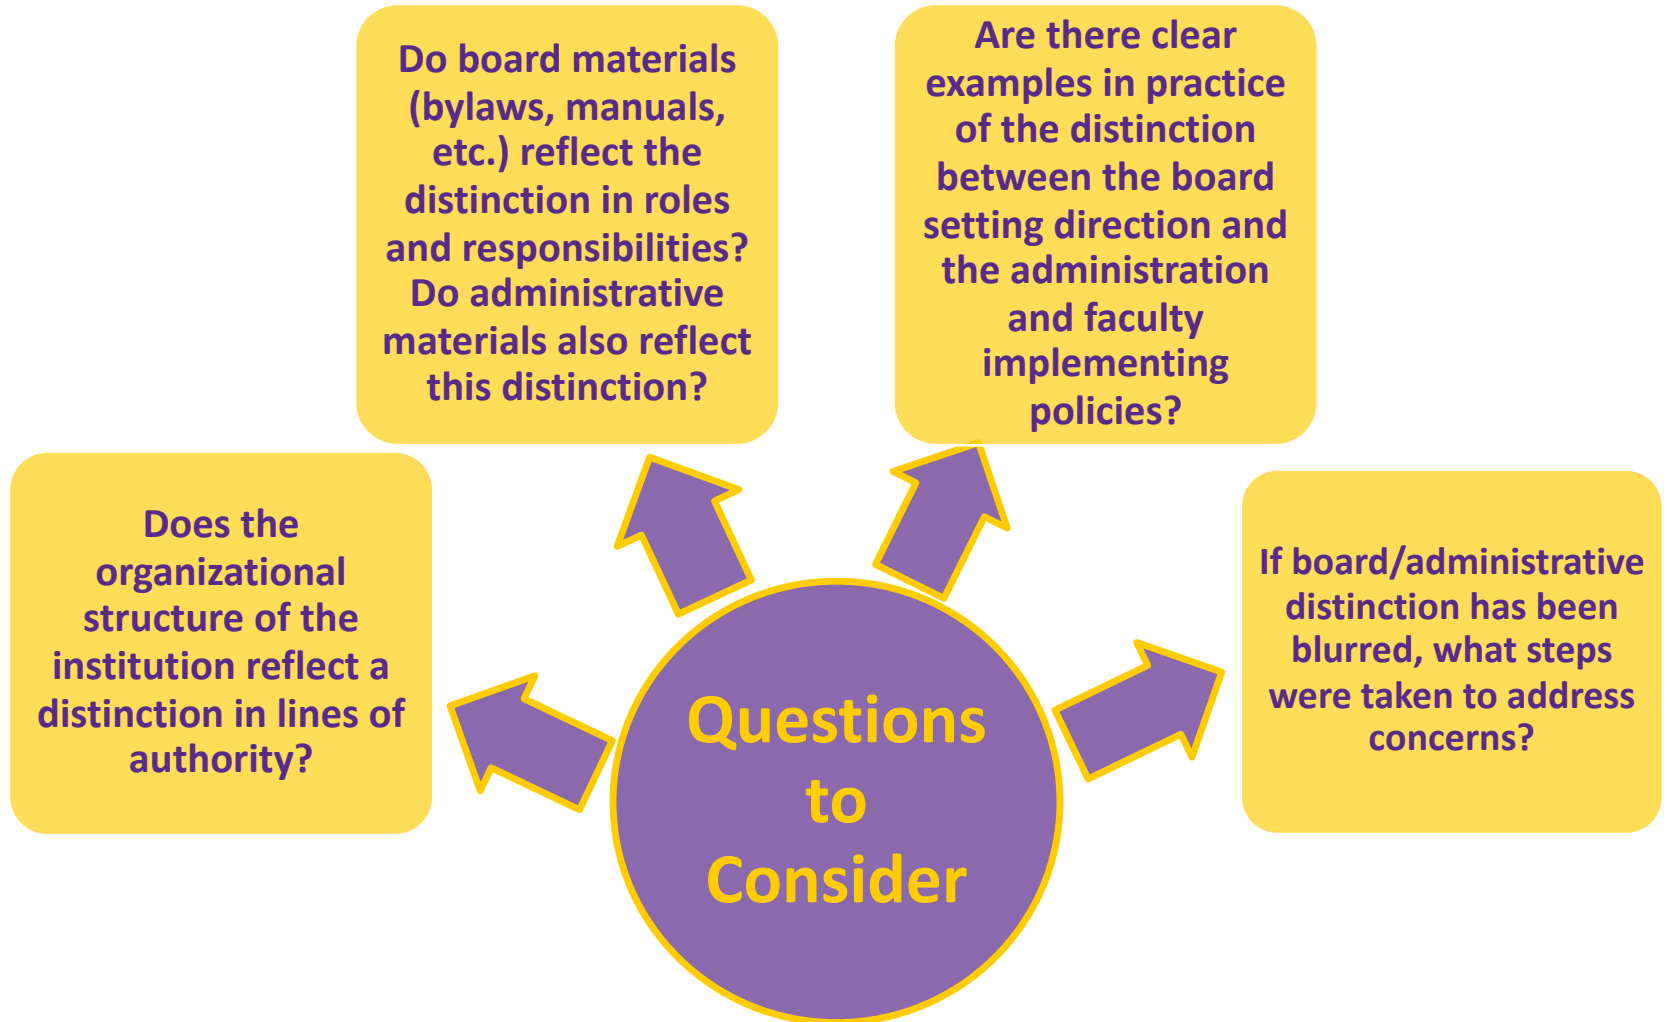 Do board materials
(bylaws, manuals,
etc.) reflect the
distinction in roles
and responsibilities?
Do administrative
materials also reflect
this distinction?
Are there clear
examples in practice
of the distinction
between the board
setting direction and
the administration
and faculty
implementing
policies?
Does the
organizational
structure of the
institution reflect a
distinction in lines of
authority?
If board/administrative
distinction has been
blurred, what steps
were taken to address
concerns?
Questions
to
Consider